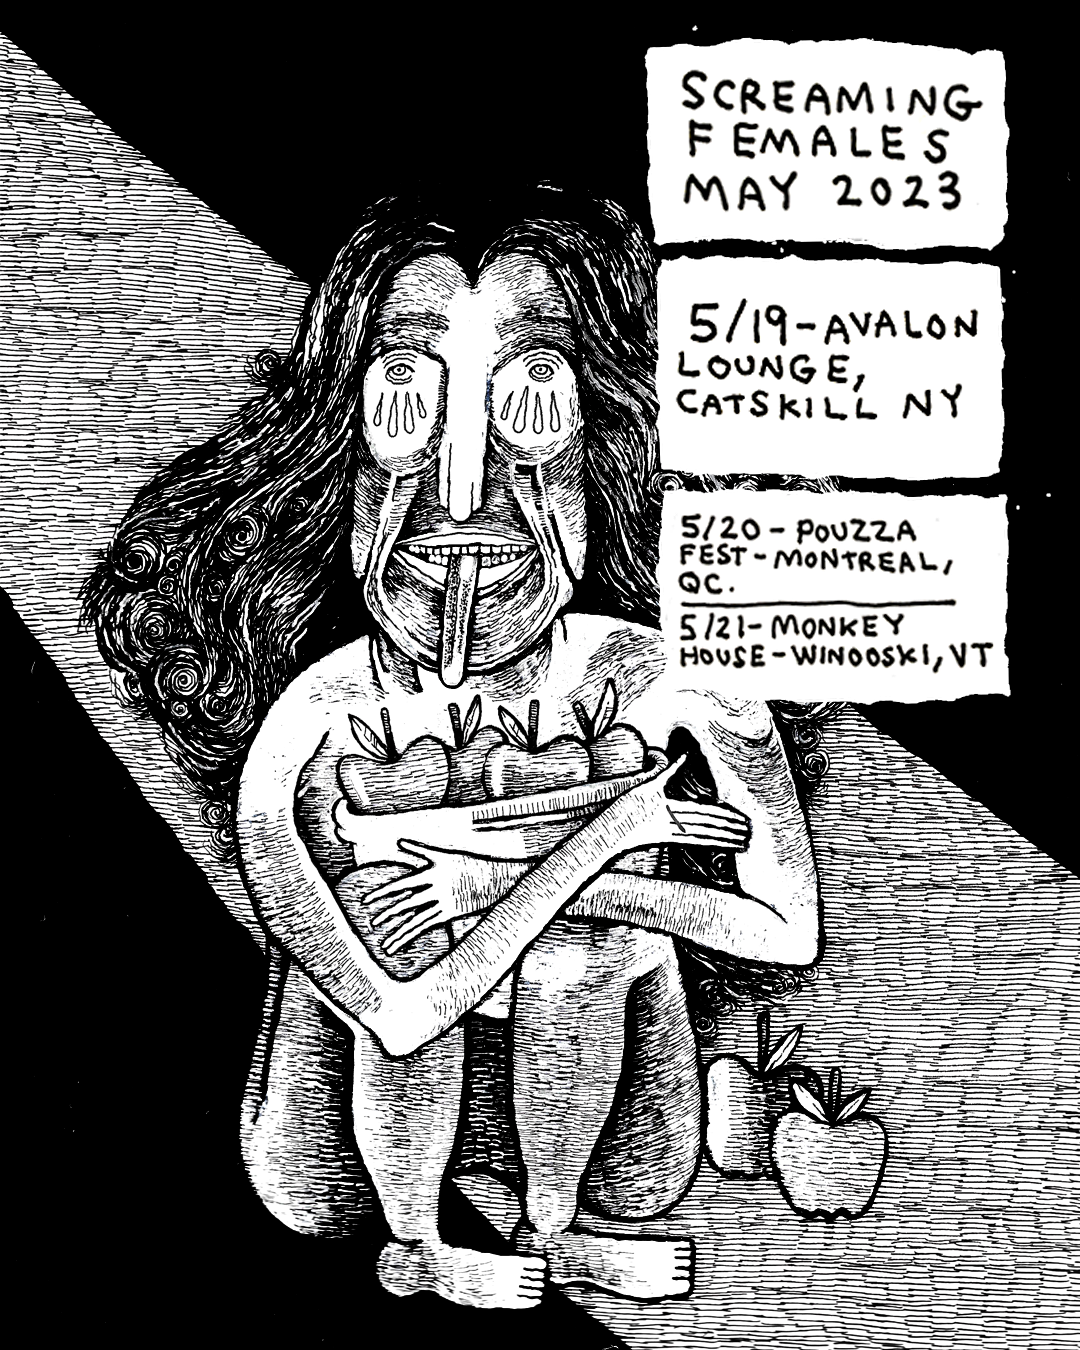 SCREAMING
FEMALES
MAY 2023
5/19-AVALON
LOUNGE,
CATSKILL NY
5/20-POUZZA
FEST-MONTREAL,
QC.
5/21-MONKEY
HOUSE-WINOOSKI, VT